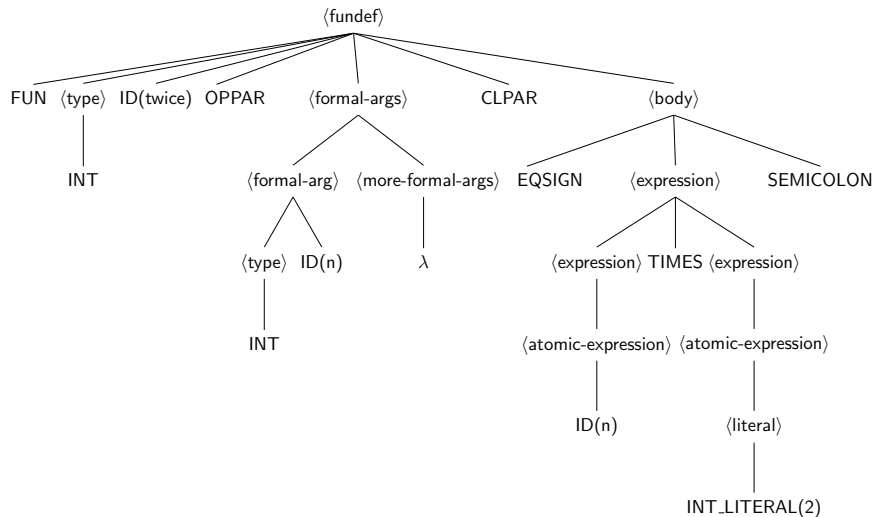 ⟨fundef⟩
FUN ⟨type⟩ ID(twice) OPPAR ⟨formal-args⟩ CLPAR ⟨body⟩
INT ⟨formal-arg⟩ ⟨more-formal-args⟩ EQSIGN ⟨expression⟩ SEMICOLON
⟨type⟩ ID(n) λ ⟨expression⟩ TIMES ⟨expression⟩
INT ⟨atomic-expression⟩ ⟨atomic-expression⟩
ID(n) ⟨literal⟩
INT_LITERAL(2)